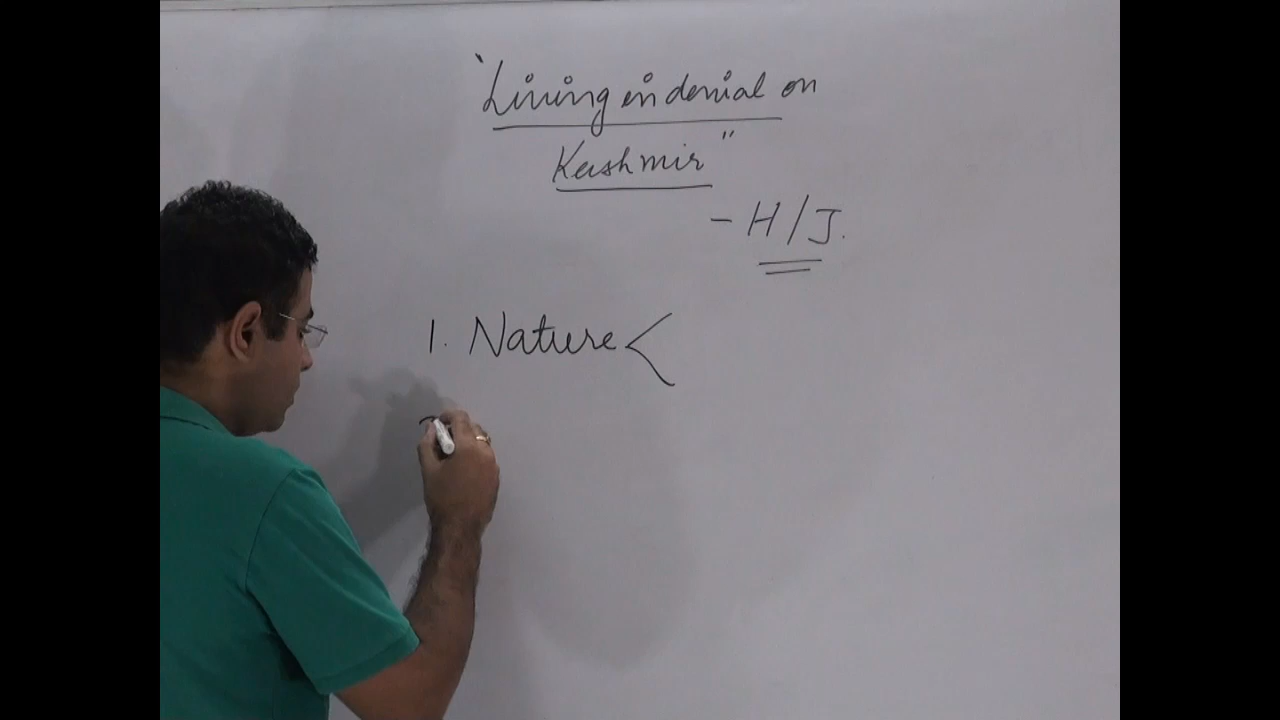 "Living in denial on
Kashmir"
- H/J.
1. Nature <